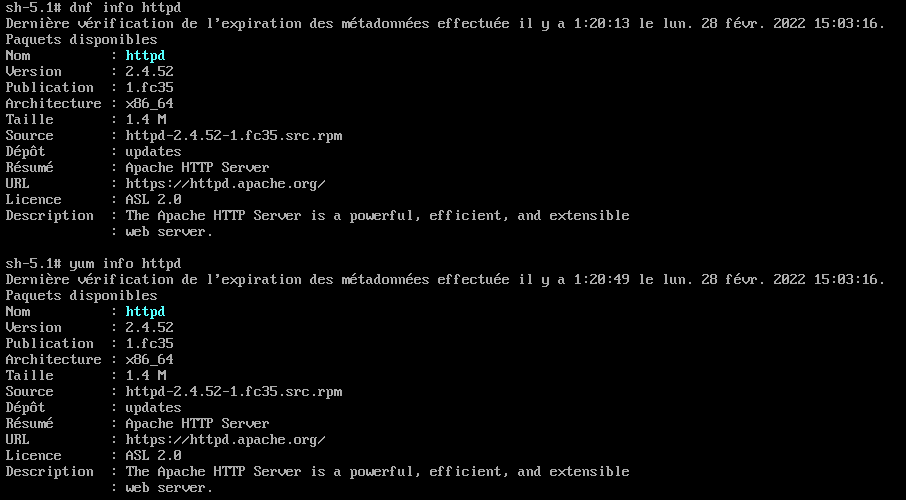 sh-5.1# dnf info httpd
Dernière vérification de l'expiration des métadonnées effectuée il y a 1:20:13 le lun. 28 févr. 2022 15:03:16.
Paquets disponibles
Nom          : httpd
Version      : 2.4.52
Publication  : 1.fc35
Architecture : x86_64
Taille       : 1.4 M
Source       : httpd-2.4.52-1.fc35.src.rpm
Dépôt        : updates
Résumé       : Apache HTTP Server
URL          : https://httpd.apache.org/
Licence      : ASL 2.0
Description  : The Apache HTTP Server is a powerful, efficient, and extensible
             : web server.
sh-5.1# yum info httpd
Dernière vérification de l'expiration des métadonnées effectuée il y a 1:20:49 le lun. 28 févr. 2022 15:03:16.
Paquets disponibles
Nom          : httpd
Version      : 2.4.52
Publication  : 1.fc35
Architecture : x86_64
Taille       : 1.4 M
Source       : httpd-2.4.52-1.fc35.src.rpm
Dépôt        : updates
Résumé       : Apache HTTP Server
URL          : https://httpd.apache.org/
Licence      : ASL 2.0
Description  : The Apache HTTP Server is a powerful, efficient, and extensible
             : web server.